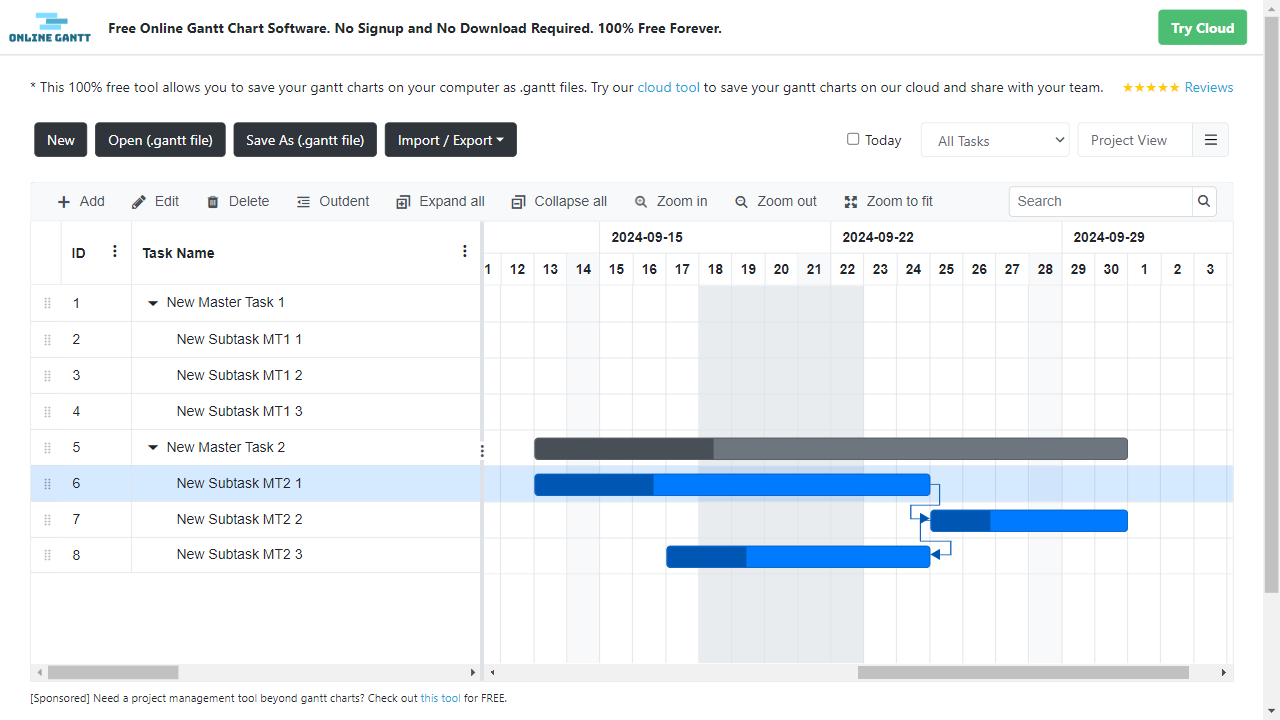 ONLINE GANTT
Free Online Gantt Chart Software. No Signup and No Download Required. 100% Free Forever.
Try Cloud
* This 100% free tool allows you to save your gantt charts on your computer as .gantt files. Try our cloud tool to save your gantt charts on our cloud and share with your team.
★★★★★ Reviews
New Open (.gantt file) Save As (.gantt file) Import / Export
Today All Tasks Project View
Add Edit Delete Outdent Expand all Collapse all Zoom in Zoom out Zoom to fit Search
2024-09-15 2024-09-22 2024-09-29
ID Task Name
1 12 13 14 15 16 17 18 19 20 21 22 23 24 25 26 27 28 29 30 1 2 3
1 New Master Task 1
2 New Subtask MT1 1
3 New Subtask MT1 2
4 New Subtask MT1 3
5 New Master Task 2
6 New Subtask MT2 1
7 New Subtask MT2 2
8 New Subtask MT2 3
[Sponsored] Need a project management tool beyond gantt charts? Check out this tool for FREE.